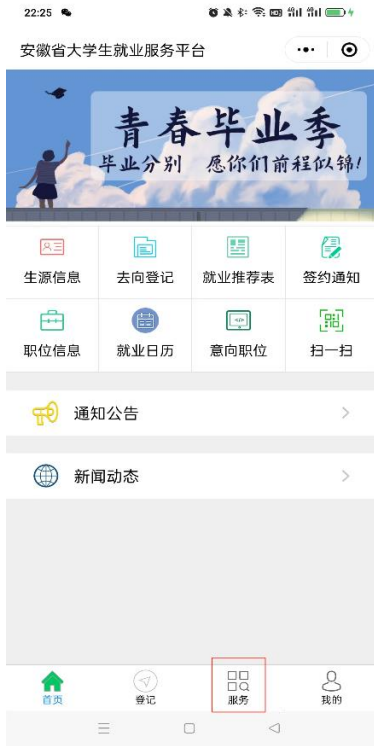 22:25
安徽省大学生就业服务平台
青春毕业季
毕业分别 愿你们前程似锦!
生源信息 去向登记 就业推荐表 签约通知
职位信息 就业日历 意向职位 扫一扫
通知公告
新闻动态
首页 登记 服务 我的